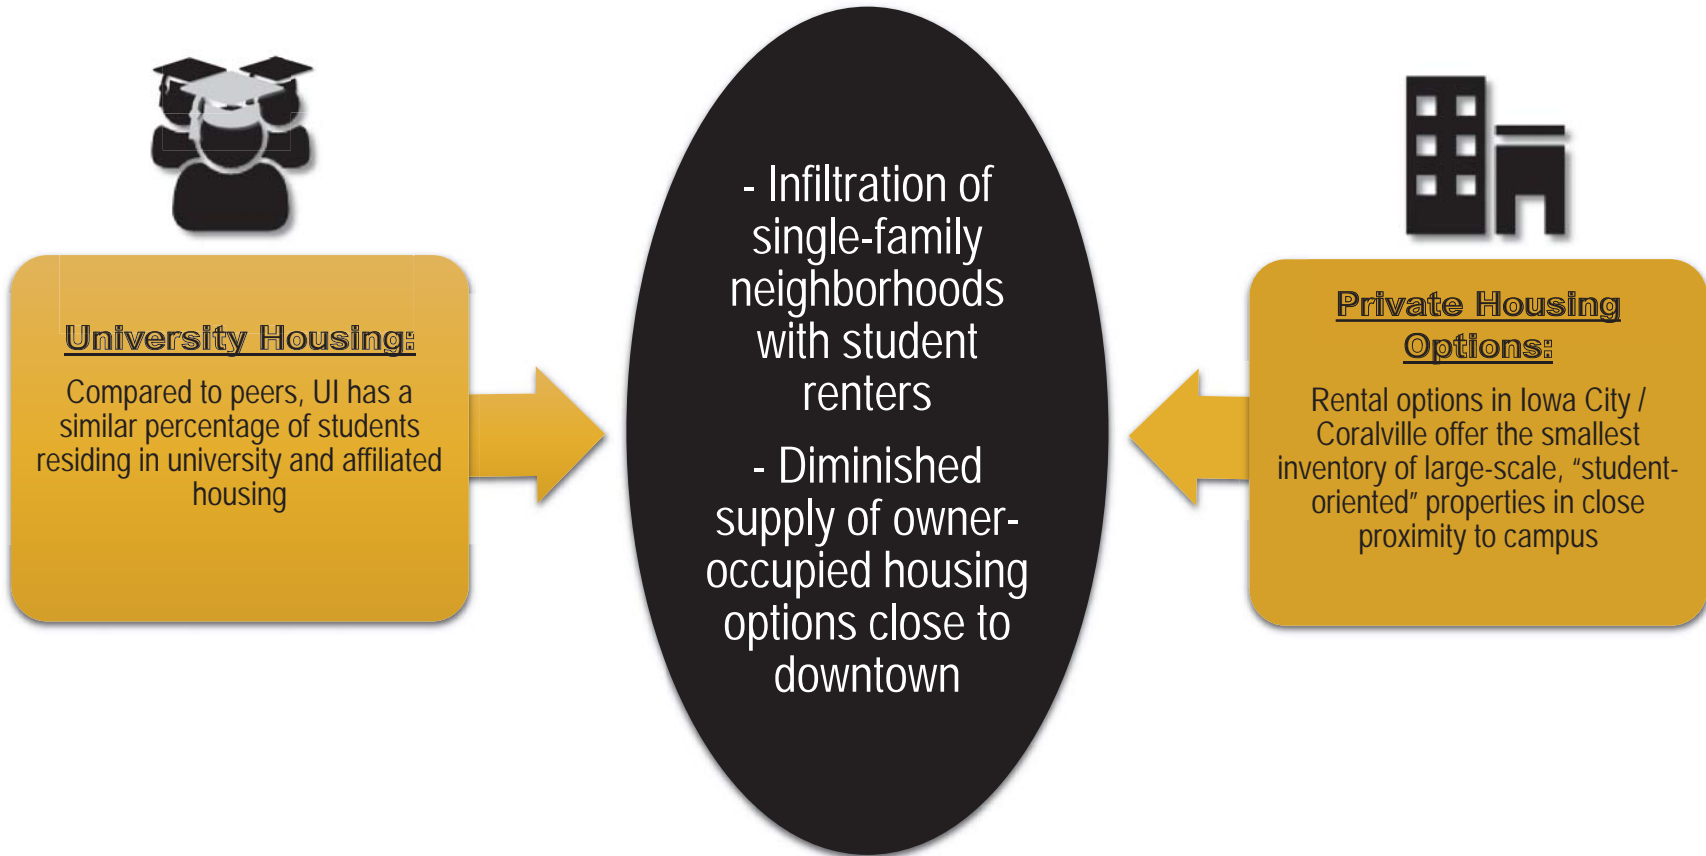 University Housing:
Compared to peers, UI has a
similar percentage of students
residing in university and affiliated
housing
- Infiltration of
single-family
neighborhoods
with student
renters
- Diminished
supply of owner-
occupied housing
options close to
downtown
Private Housing
Options:
Rental options in Iowa City /
Coralville offer the smallest
inventory of large-scale, “student-
oriented” properties in close
proximity to campus